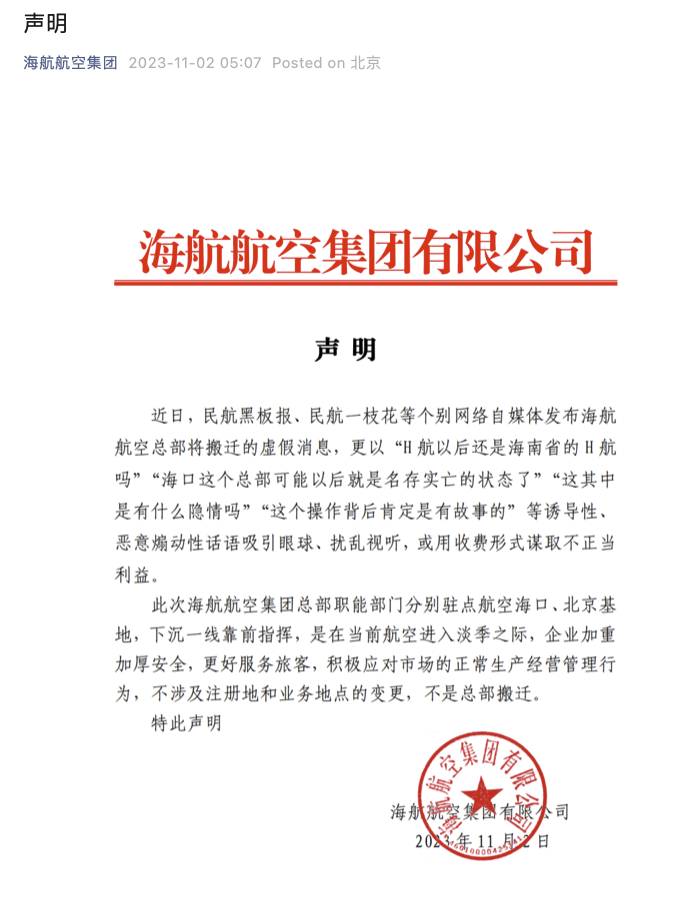 声明
海航航空集团 2023-11-02 05:07 Posted on 北京
海航航空集团有限公司
声 明
近日，民航黑板报、民航一枝花等个别网络自媒体发布海航
航空总部将搬迁的虚假消息，更以“H 航以后还是海南省的 H 航
吗”“海口这个总部可能以后就是名存实亡的状态了”“这其中
是有什么隐情吗”“这个操作背后肯定是有故事的”等诱导性、
恶意煽动性话语吸引眼球、扰乱视听，或用收费形式谋取不正当
利益。
此次海航航空集团总部职能部门分别驻点航空海口、北京基
地，下沉一线靠前指挥，是在当前航空进入淡季之际，企业加重
加厚安全，更好服务旅客，积极应对市场的正常生产经营管理行
为，不涉及注册地和业务地点的变更，不是总部搬迁。
特此声明
海航航空集团有限公司
海航航空集团有限公司
2023 年 11 月 2 日